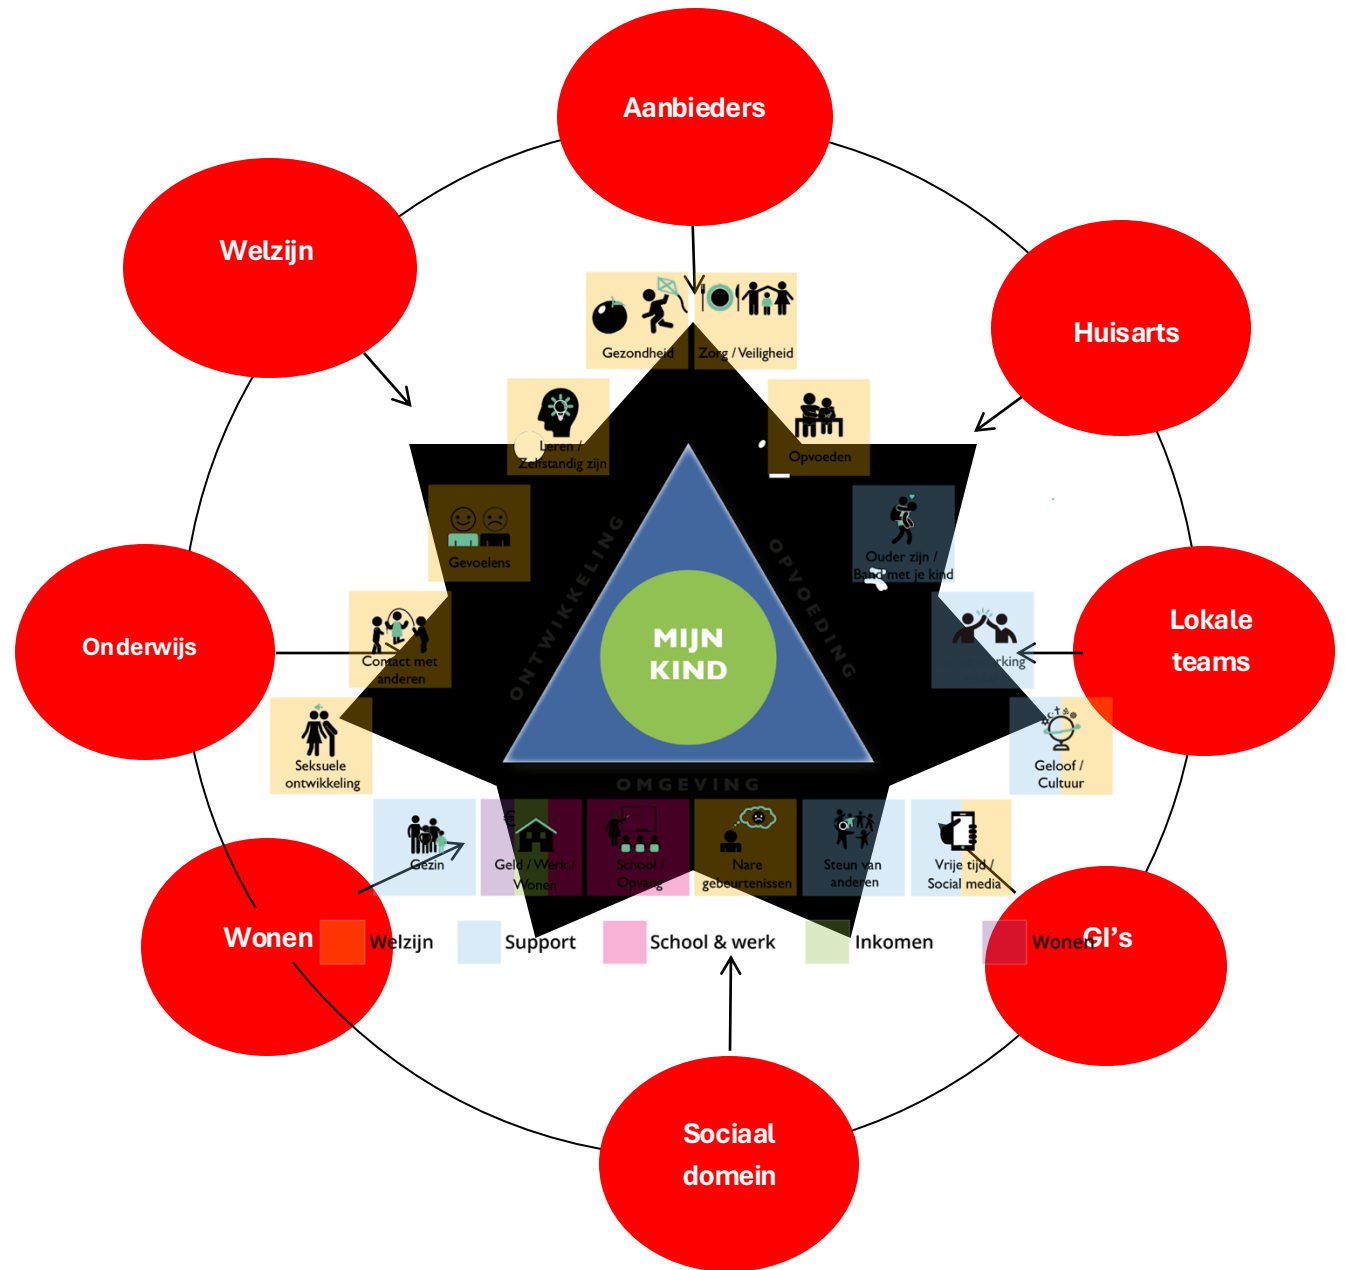 Aanbieders
Welzijn
Huisarts
Gezondheid
Zorg / Veiligheid
Leren /
Zelfstandig zijn
Opvoeden
Gevoelens
Ouder zijn /
Band met je kind
ONTWIKKELING
OPVOEDING
MIJN
KIND
Onderwijs
Contact met
anderen
Lokale
teams
Seksuele
ontwikkeling
Geloof /
Cultuur
OMGEVING
Gezin
€
Geld / Werk /
Wonen
School /
Opvang
Nare
gebeurtenissen
Steun van
anderen
Vrije tijd /
Social media
Wonen
Welzijn
Support
School & werk
Inkomen
Wonen
GI's
Sociaal
domein